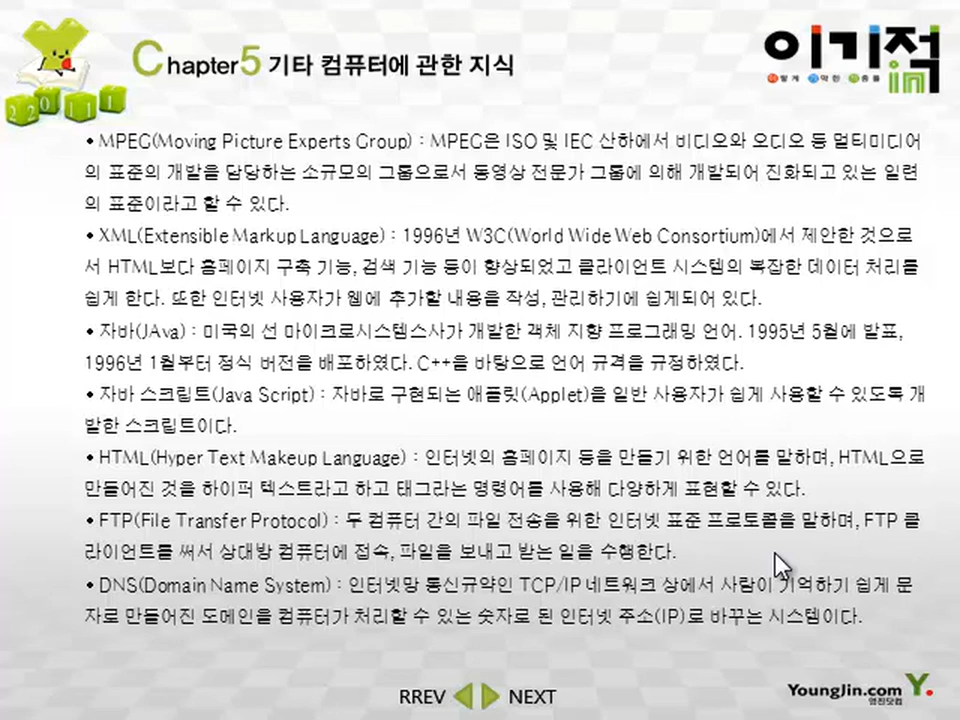 Chapter5 기타 컴퓨터에 관한 지식
이기적in
22011
• MPEG(Moving Picture Experts Group) : MPEG은 ISO 및 IEC 산하에서 비디오와 오디오 등 멀티미디어
의 표준의 개발을 담당하는 소규모의 그룹으로서 동영상 전문가 그룹에 의해 개발되어 진화되고 있는 일련
의 표준이라고 할 수 있다.
• XML(Extensible Markup Language) : 1996년 W3C(World Wide Web Consortium)에서 제안한 것으로
서 HTML보다 홈페이지 구축 기능, 검색 기능 등이 향상되었고 클라이언트 시스템의 복잡한 데이터 처리를
쉽게 한다. 또한 인터넷 사용자가 웹에 추가할 내용을 작성, 관리하기에 쉽게되어 있다.
• 자바(JAva) : 미국의 선 마이크로시스템스사가 개발한 객체 지향 프로그래밍 언어. 1995년 5월에 발표,
1996년 1월부터 정식 버전을 배포하였다. C++을 바탕으로 언어 규격을 규정하였다.
• 자바 스크립트(Java Script) : 자바로 구현되는 애플릿(Applet)을 일반 사용자가 쉽게 사용할 수 있도록 개
발한 스크립트이다.
• HTML(Hyper Text Makeup Language) : 인터넷의 홈페이지 등을 만들기 위한 언어를 말하며, HTML으로
만들어진 것을 하이퍼 텍스트라고 하고 태그라는 명령어를 사용해 다양하게 표현할 수 있다.
• FTP(File Transfer Protocol) : 두 컴퓨터 간의 파일 전송을 위한 인터넷 표준 프로토콜을 말하며, FTP 클
라이언트를 써서 상대방 컴퓨터에 접속, 파일을 보내고 받는 일을 수행한다.
• DNS(Domain Name System) : 인터넷망 통신규약인 TCP/IP 네트워크 상에서 사람이 기억하기 쉽게 문
자로 만들어진 도메인을 컴퓨터가 처리할 수 있는 숫자로 된 인터넷 주소(IP)로 바꾸는 시스템이다.
RREV NEXT
YoungJin.com Y.
영진닷컴